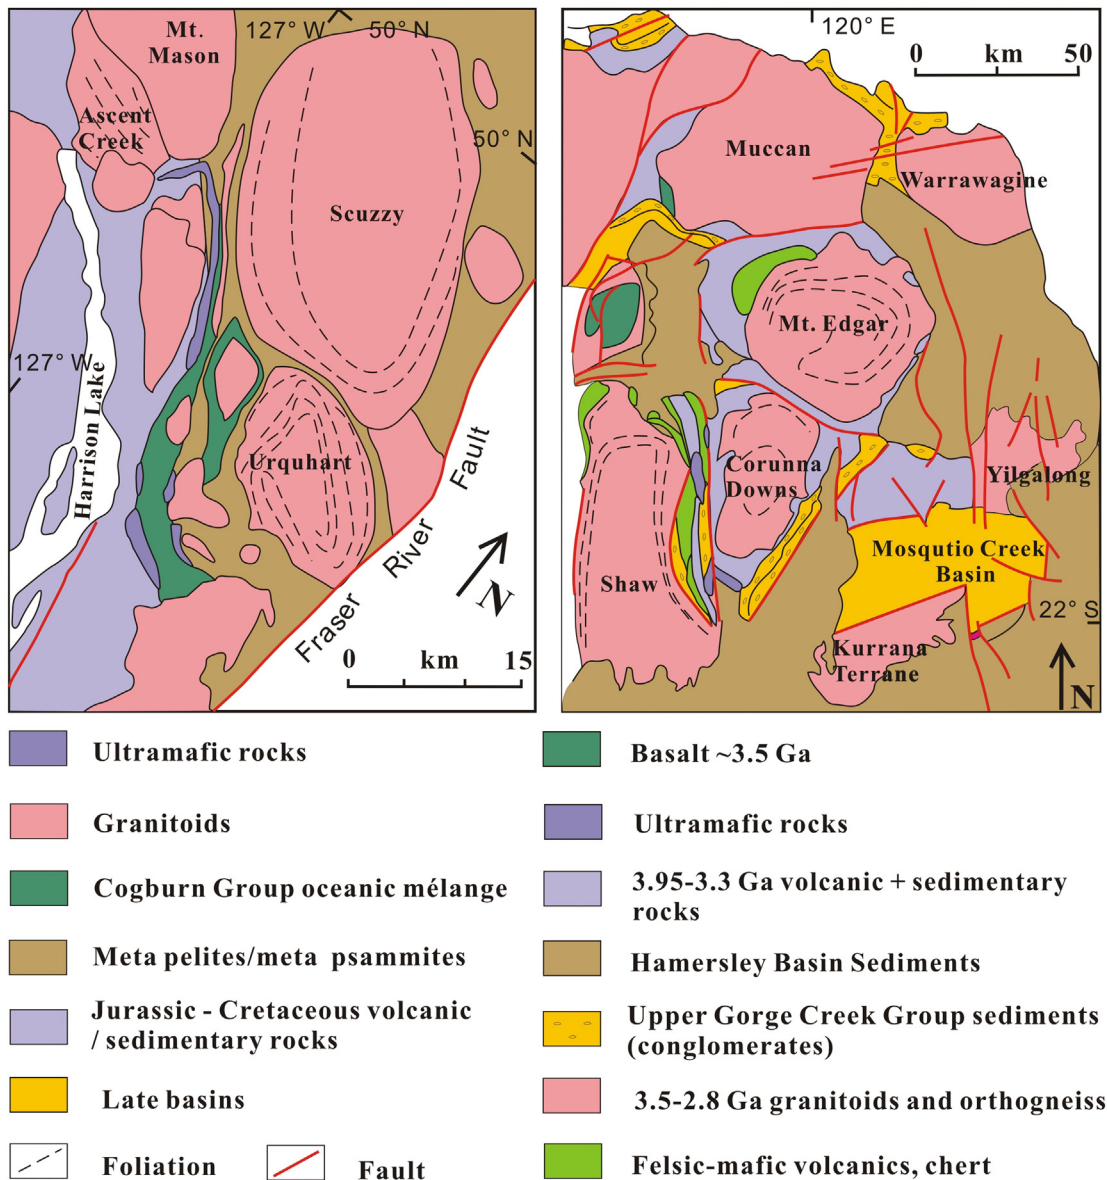 Mt.
Mason
127° W
50° N
Ascent
Creek
50° N
Scuzzy
127° W
Harrison Lake
Urquhart
Fault
River
Fraser
N
0 km 15
120° E
0 km 50
Muccan
Warrawagine
Mt. Edgar
Corunna
Downs
Yilgalong
Mosqutio Creek
Basin
Shaw
22° S
Kurrana
Terrane
N
Ultramafic rocks
Granitoids
Cogburn Group oceanic mélange
Meta pelites/meta psammites
Jurassic - Cretaceous volcanic
/ sedimentary rocks
Late basins
Foliation
Fault
Basalt ~3.5 Ga
Ultramafic rocks
3.95-3.3 Ga volcanic + sedimentary
rocks
Hamersley Basin Sediments
Upper Gorge Creek Group sediments
(conglomerates)
3.5-2.8 Ga granitoids and orthogneiss
Felsic-mafic volcanics, chert